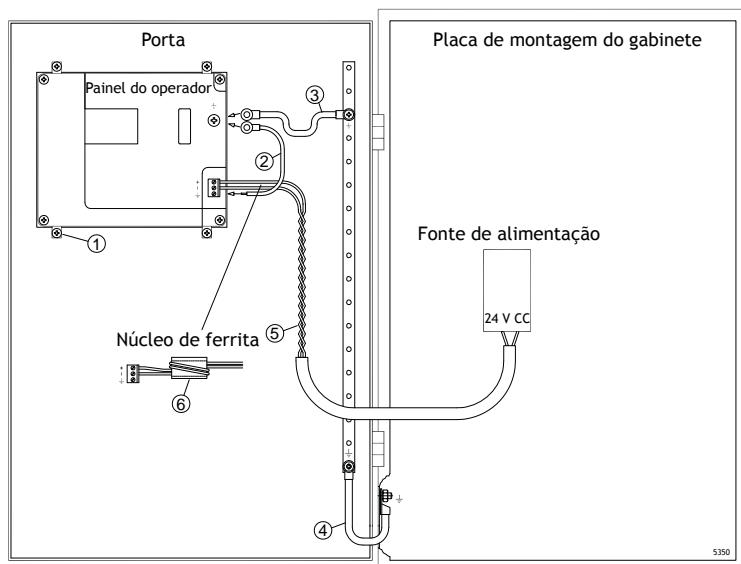 Porta
Placa de montagem do gabinete
Painel do operador
3
2
+
-
1
Fonte de alimentação
24 V CC
Núcleo de ferrita
5
+
-
6
4
5350